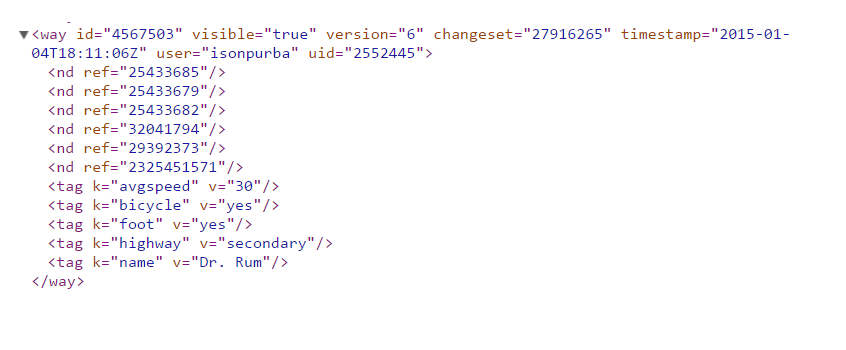 ▼<way id="4567503" visible="true" version="6" changeset="27916265" timestamp="2015-01-
04T18:11:06Z" user="isonpurba" uid="2552445">
<nd ref="25433685"/>
<nd ref="25433679"/>
<nd ref="25433682"/>
<nd ref="32041794"/>
<nd ref="29392373"/>
<nd ref="2325451571"/>
<tag k="avgspeed" v="30"/>
<tag k="bicycle" v="yes"/>
<tag k="foot" v="yes"/>
<tag k="highway" v="secondary"/>
<tag k="name" v="Dr. Rum"/>
</way>